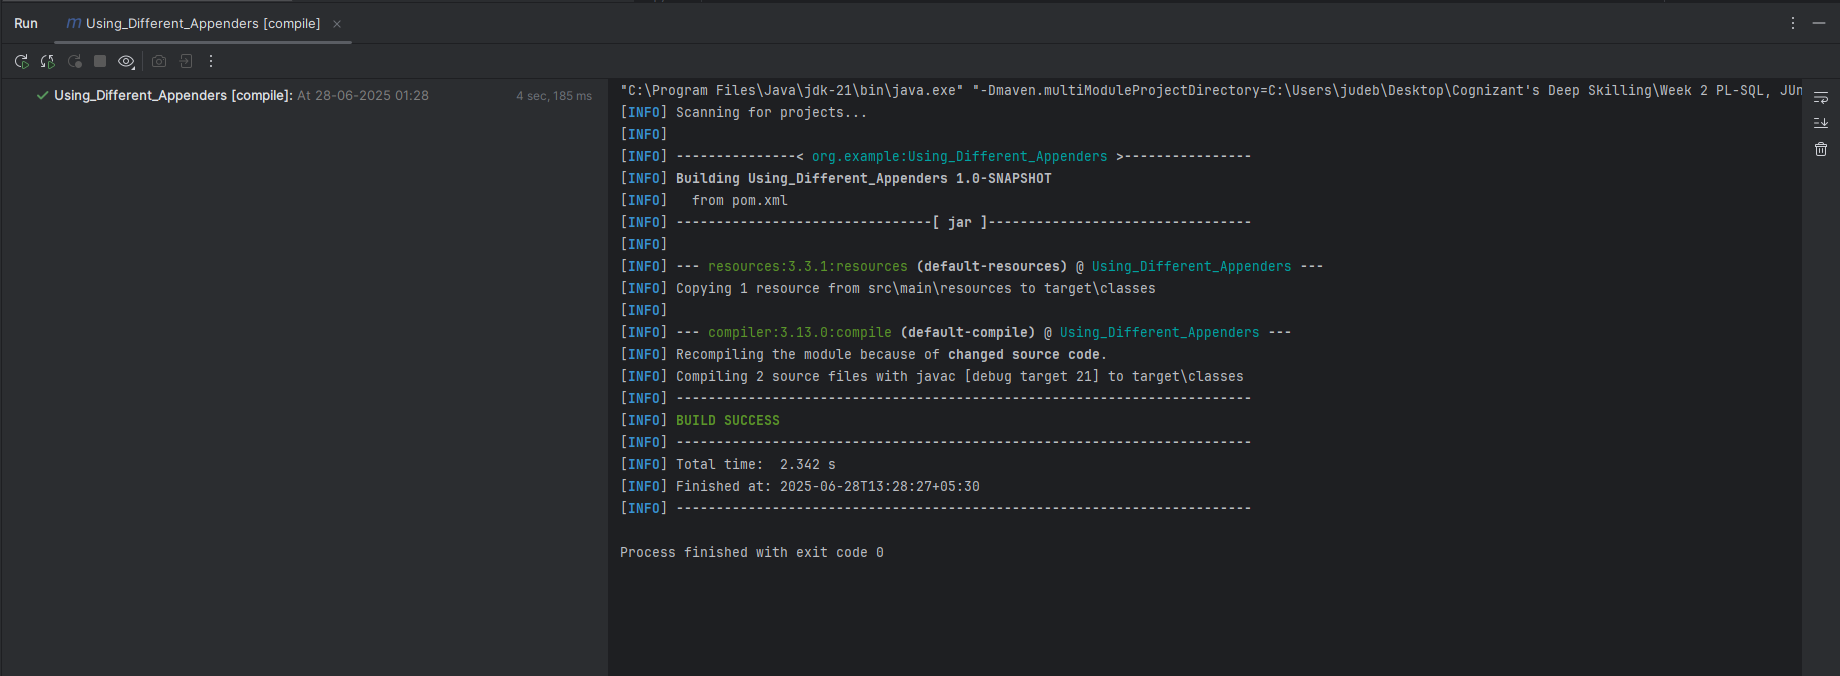 Run
m Using_Different_Appenders [compile]
Using_Different_Appenders [compile]: At 28-06-2025 01:28 4 sec, 185 ms
"C:\Program Files\Java\jdk-21\bin\java.exe" "-Dmaven.multiModuleProjectDirectory=C:\Users\judeb\Desktop\Cognizant's Deep Skilling\Week 2 PL-SQL, JUn
[INFO] Scanning for projects...
[INFO]
[INFO] ---------------< org.example:Using_Different_Appenders >----------------
[INFO] Building Using_Different_Appenders 1.0-SNAPSHOT
[INFO]   from pom.xml
[INFO] --------------------------------[ jar ]---------------------------------
[INFO]
[INFO] --- resources:3.3.1:resources (default-resources) @ Using_Different_Appenders ---
[INFO] Copying 1 resource from src\main\resources to target\classes
[INFO]
[INFO] --- compiler:3.13.0:compile (default-compile) @ Using_Different_Appenders ---
[INFO] Recompiling the module because of changed source code.
[INFO] Compiling 2 source files with javac [debug target 21] to target\classes
[INFO] ------------------------------------------------------------------------
[INFO] BUILD SUCCESS
[INFO] ------------------------------------------------------------------------
[INFO] Total time:  2.342 s
[INFO] Finished at: 2025-06-28T13:28:27+05:30
[INFO] ------------------------------------------------------------------------
Process finished with exit code 0